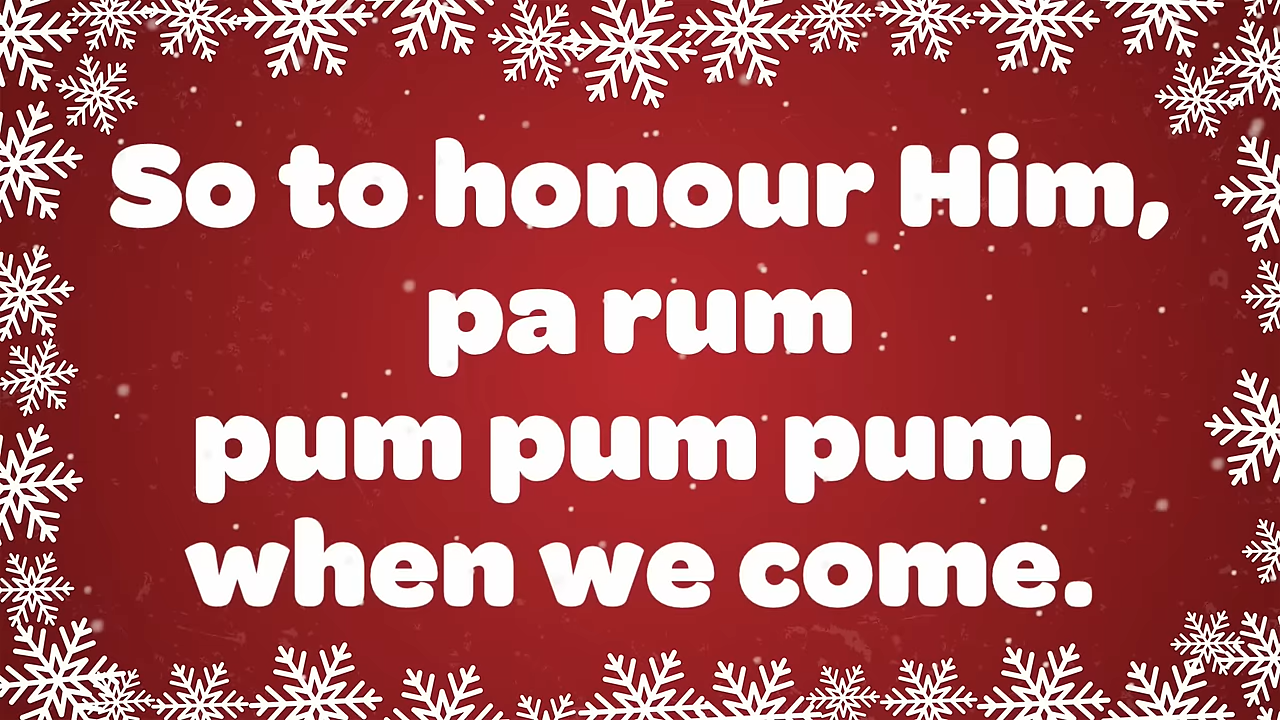 So to honour Him,
pa rum
pum pum pum,
when we come.